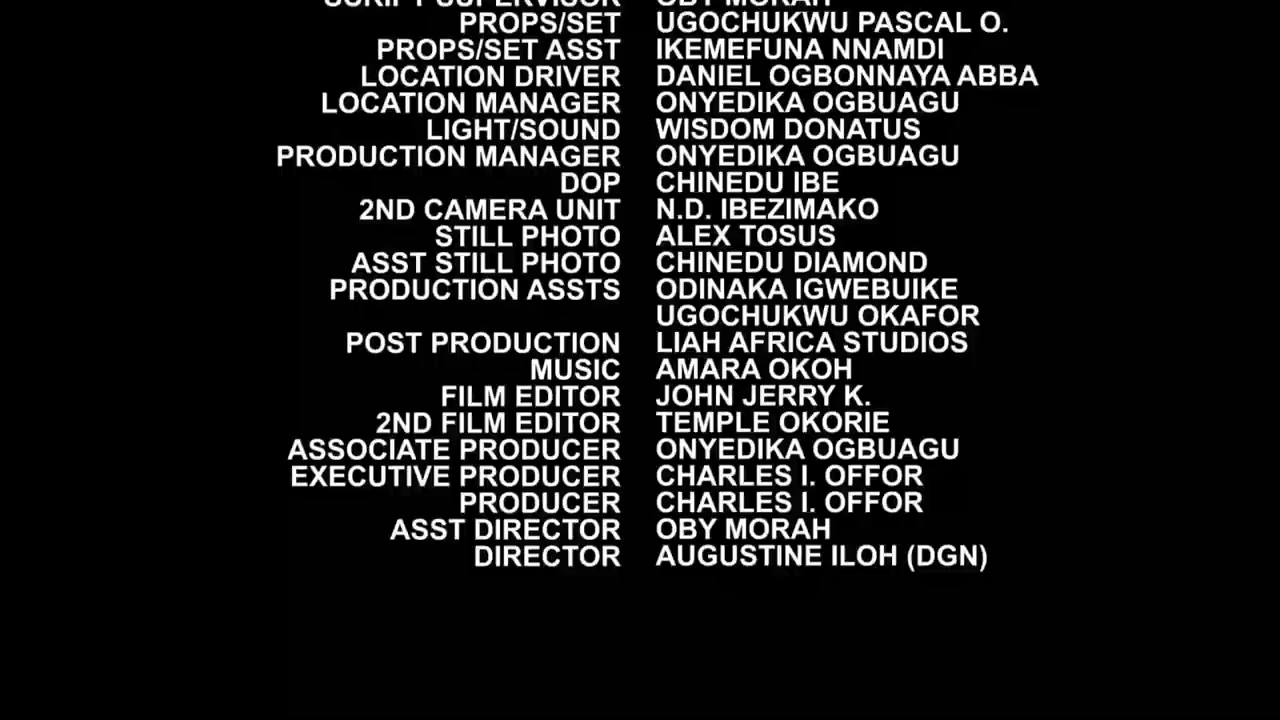 SCRIPT SUPERVISOR OBY MORAH
PROPS/SET UGOCHUKWU PASCAL O.
PROPS/SET ASST IKEMEFUNA NNAMDI
LOCATION DRIVER DANIEL OGBONNAYA ABBA
LOCATION MANAGER ONYEDIKA OGBUAGU
LIGHT/SOUND WISDOM DONATUS
PRODUCTION MANAGER ONYEDIKA OGBUAGU
DOP CHINEDU IBE
2ND CAMERA UNIT N.D. IBEZIMAKO
STILL PHOTO ALEX TOSUS
ASST STILL PHOTO CHINEDU DIAMOND
PRODUCTION ASSTS ODINAKA IGWEBUIKE
UGOCHUKWU OKAFOR
POST PRODUCTION LIAH AFRICA STUDIOS
MUSIC AMARA OKOH
FILM EDITOR JOHN JERRY K.
2ND FILM EDITOR TEMPLE OKORIE
ASSOCIATE PRODUCER ONYEDIKA OGBUAGU
EXECUTIVE PRODUCER CHARLES I. OFFOR
PRODUCER CHARLES I. OFFOR
ASST DIRECTOR OBY MORAH
DIRECTOR AUGUSTINE ILOH (DGN)